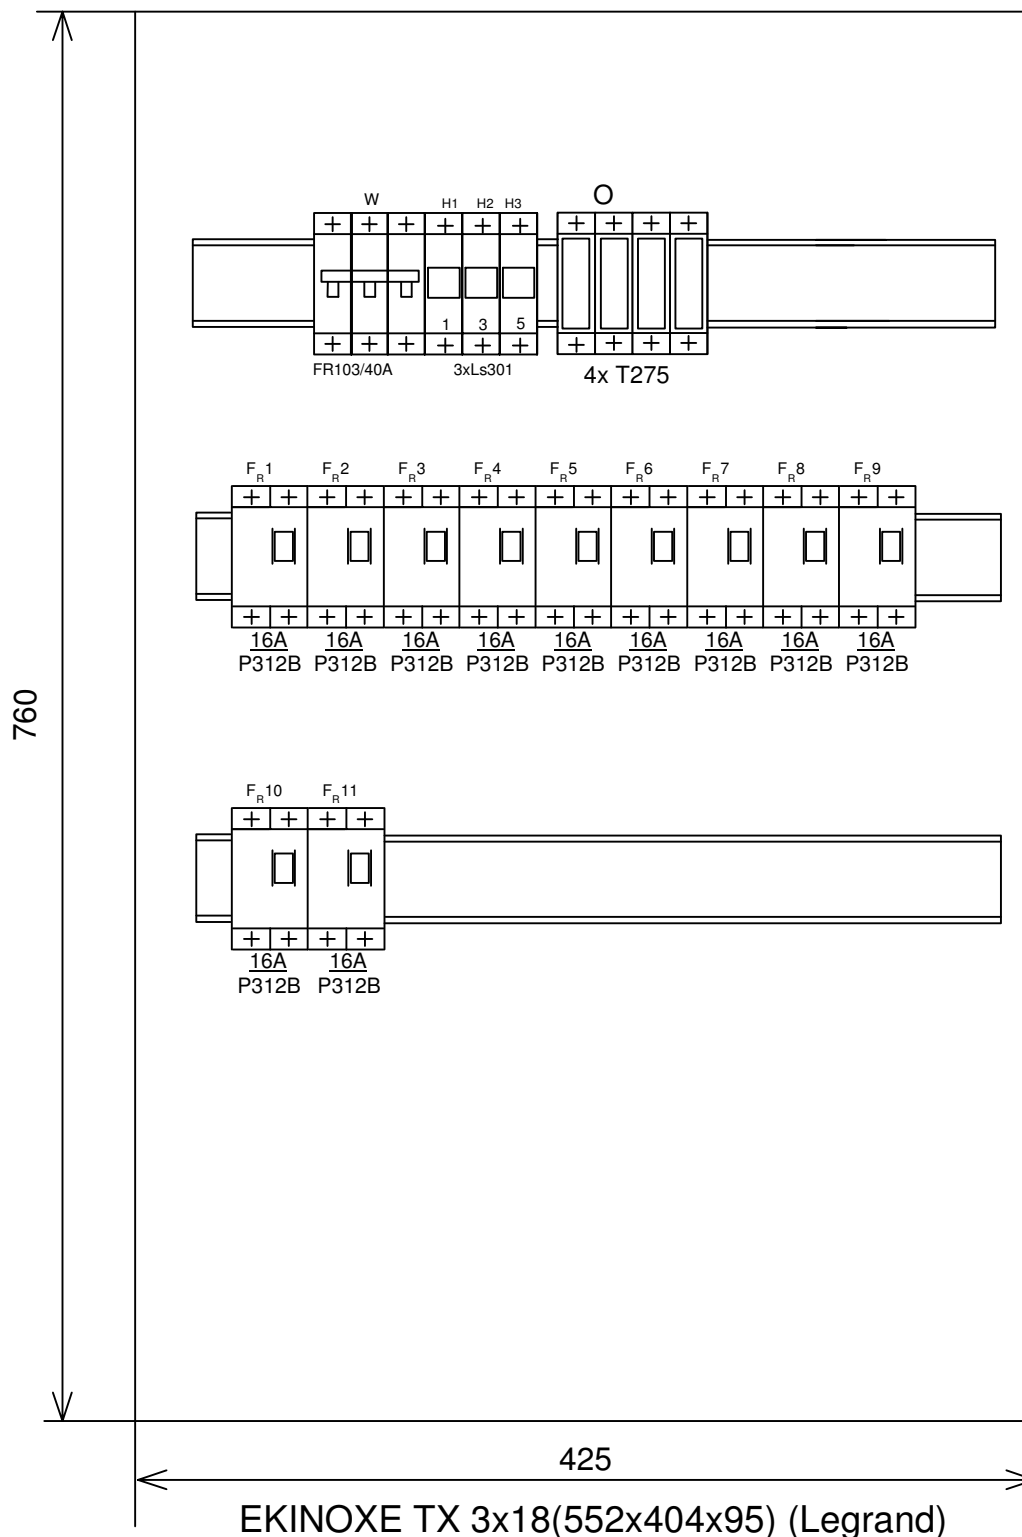 W H1 H2 H3 O
1 3 5
FR103/40A 3xLs301 4x T275
FR1 FR2 FR3 FR4 FR5 FR6 FR7 FR8 FR9
16A 16A 16A 16A 16A 16A 16A 16A 16A
P312B P312B P312B P312B P312B P312B P312B P312B P312B
760
FR10 FR11
16A 16A
P312B P312B
425
EKINOXE TX 3x18(552x404x95) (Legrand)